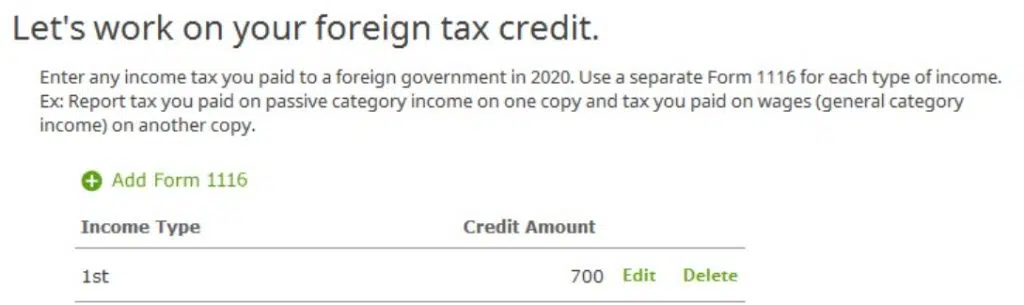 Let's work on your foreign tax credit.
Enter any income tax you paid to a foreign government in 2020. Use a separate Form 1116 for each type of income.
Ex: Report tax you paid on passive category income on one copy and tax you paid on wages (general category
income) on another copy.
Add Form 1116
Income Type Credit Amount
1st 700 Edit Delete